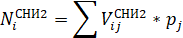 N_i^{СНИ2} = ∑ V_{ij}^{СНИ2} * p_j